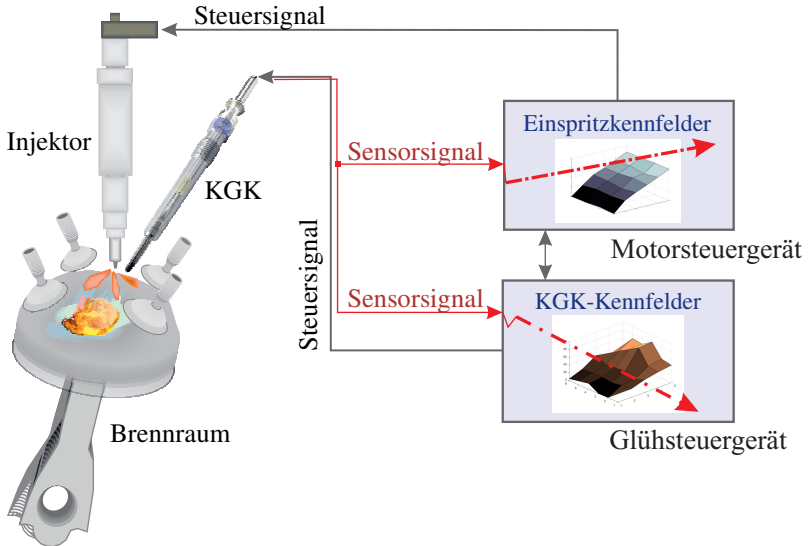 Steuersignal
Injektor
KGK
Einspritzkennfelder
Sensorsignal
Motorsteuergerät
Steuersignal
Sensorsignal
KGK-Kennfelder
Brennraum
Glühsteuergerät